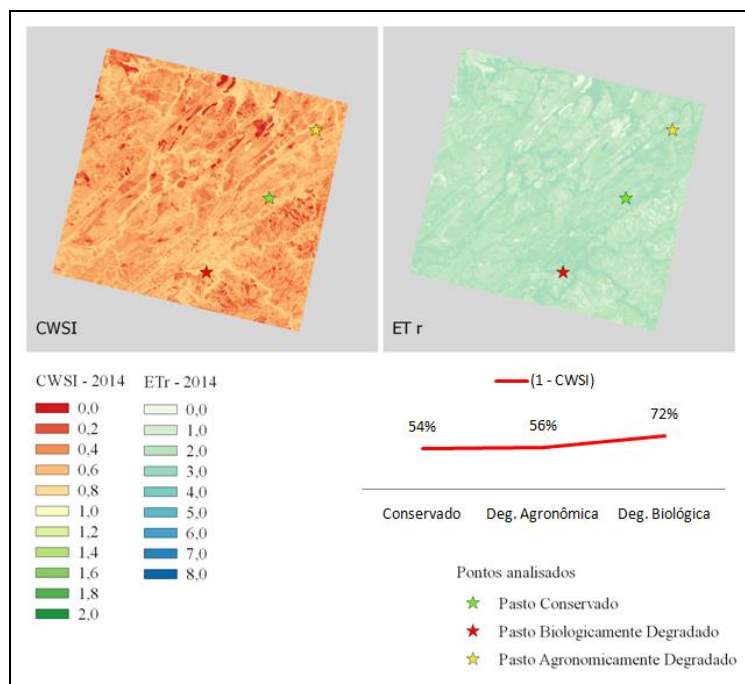 CWSI
ET r
CWSI - 2014
0,0
0,2
0,4
0,6
0,8
1,0
1,2
1,4
1,6
1,8
2,0
ETr - 2014
0,0
1,0
2,0
3,0
4,0
5,0
6,0
7,0
8,0
(1 - CWSI)
54%
56%
72%
Conservado
Deg. Agronômica
Deg. Biológica
Pontos analisados
Pasto Conservado
Pasto Biologicamente Degradado
Pasto Agronomicamente Degradado